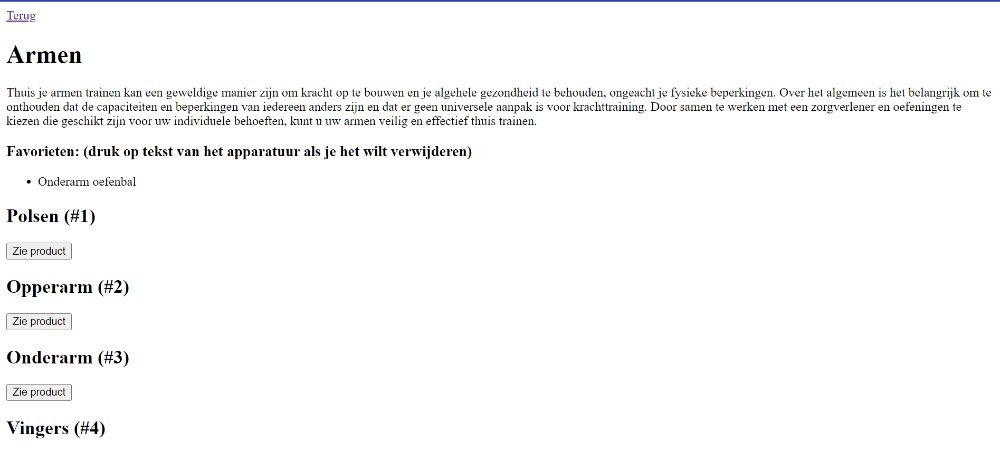 Terug
Armen
Thuis je armen trainen kan een geweldige manier zijn om kracht op te bouwen en je algehele gezondheid te behouden, ongeacht je fysieke beperkingen. Over het algemeen is het belangrijk om te
onthouden dat de capaciteiten en beperkingen van iedereen anders zijn en dat er geen universele aanpak is voor krachttraining. Door samen te werken met een zorgverlener en oefeningen te
kiezen die geschikt zijn voor uw individuele behoeften, kunt u uw armen veilig en effectief thuis trainen.
Favorieten: (druk op tekst van het apparatuur als je het wilt verwijderen)
• Onderarm oefenbal
Polsen (#1)
Zie product
Opperarm (#2)
Zie product
Onderarm (#3)
Zie product
Vingers (#4)